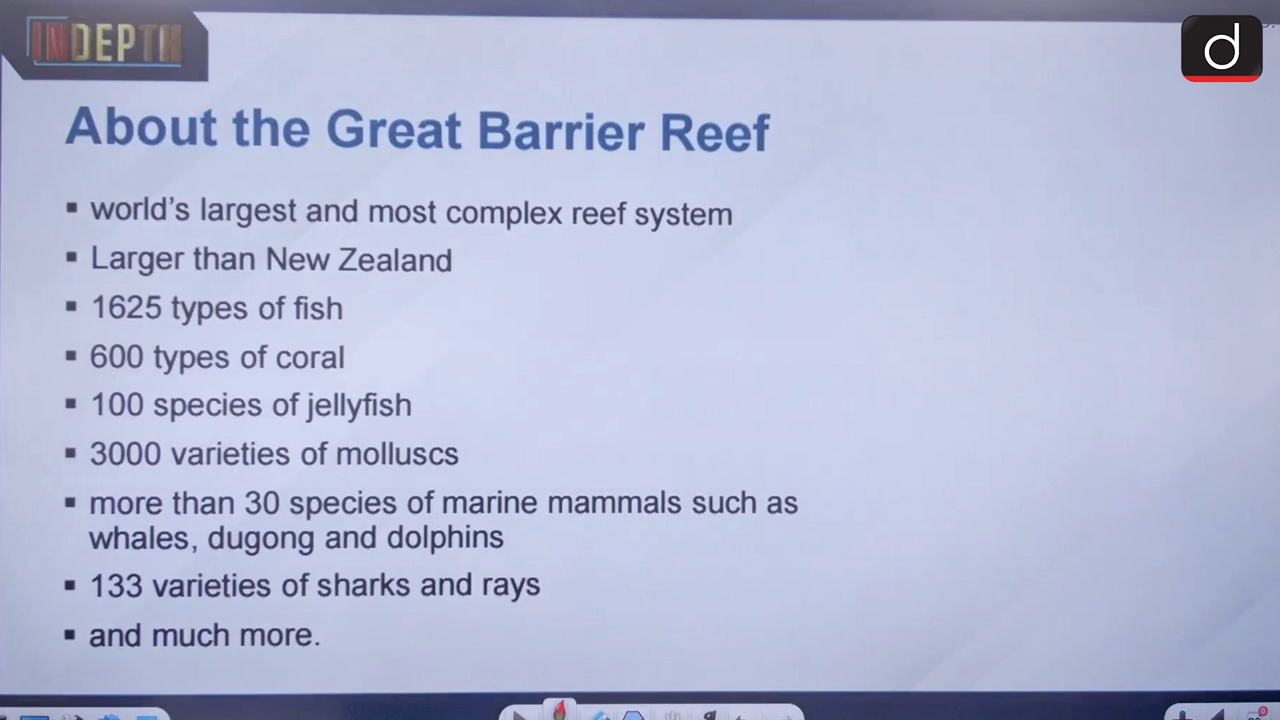 INDEPTH
d
About the Great Barrier Reef
▪ world's largest and most complex reef system
▪ Larger than New Zealand
▪ 1625 types of fish
▪ 600 types of coral
▪ 100 species of jellyfish
▪ 3000 varieties of molluscs
▪ more than 30 species of marine mammals such as
whales, dugong and dolphins
▪ 133 varieties of sharks and rays
▪ and much more.